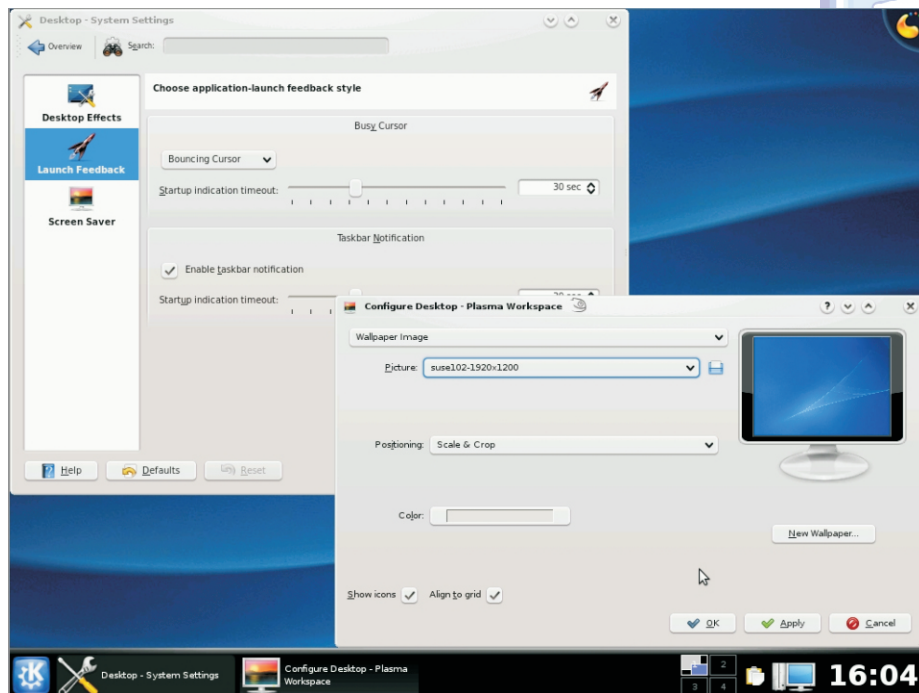 Desktop - System Settings
Overview
Search:
Desktop Effects
Launch Feedback
Screen Saver
Choose application-launch feedback style
Busy Cursor
Bouncing Cursor
Startup indication timeout:
30 sec
Taskbar Notification
Enable taskbar notification
Startup indication timeout:
Help
Defaults
Reset
Configure Desktop - Plasma Workspace
?
Wallpaper Image
Picture:
suse102-1920x1200
Positioning:
Scale & Crop
Color:
New Wallpaper...
Show icons
Align to grid
OK
Apply
Cancel
Desktop - System Settings
Configure Desktop - Plasma
Workspace
2
3
4
16:04